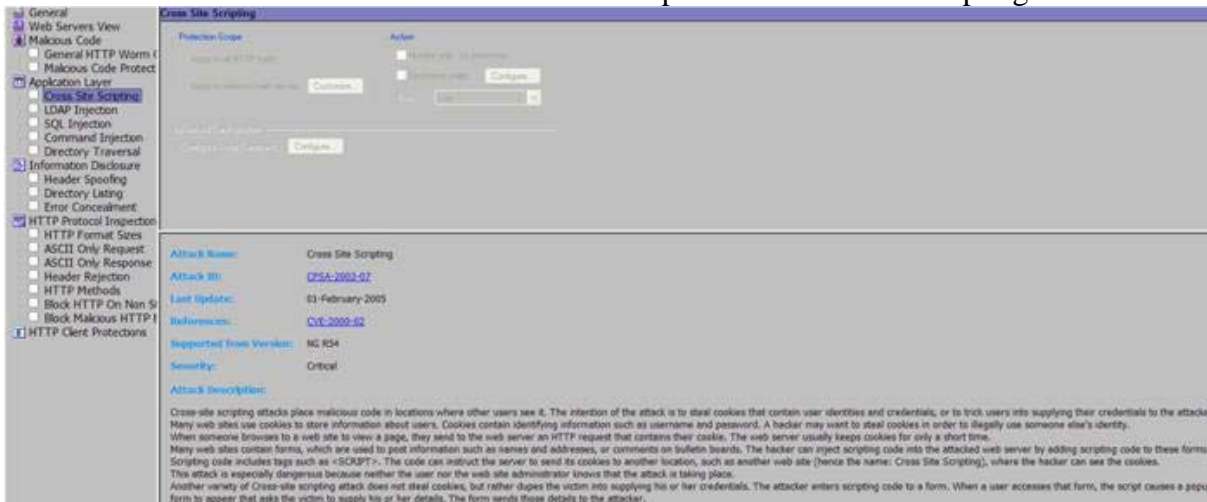 General
Web Servers View
Malicious Code
General HTTP Worm C
Malicious Code Protect
Application Layer
Cross Site Scripting
LDAP Injection
SQL Injection
Command Injection
Directory Traversal
Information Disclosure
Header Spoofing
Directory Listing
Error Concealment
HTTP Protocol Inspection
HTTP Format Sizes
ASCII Only Request
ASCII Only Response
Header Rejection
HTTP Methods
Block HTTP On Non S
Block Malicious HTTP
HTTP Client Protections
Cross Site Scripting
Protection Scope
Apply to all HTTP traffic
Apply to selected web servers
Customize...
Action
Configure...
Configure...
Attack Name: Cross Site Scripting
Attack ID: CPSA-2002-07
Last Update: 01-February-2005
References: CVE-2000-02
Supported from Version: NG R54
Severity: Critical
Attack Description:
Cross-site scripting attacks place malicious code in locations where other users see it. The intention of the attack is to steal cookies that contain user identities and credentials, or to trick users into supplying their credentials to the attacke
Many web sites use cookies to store information about users. Cookies contain identifying information such as username and password. A hacker may want to steal cookies in order to illegally use someone else's identity.
When someone browses to a web site to view a page, they send to the web server an HTTP request that contains their cookie. The web server usually keeps cookies for only a short time.
Many web sites contain forms, which are used to post information such as names and addresses, or comments on bulletin boards. The hacker can inject scripting code into the attacked web server by adding scripting code to these forms
Scripting code includes tags such as <SCRIPT>. The code can instruct the server to send its cookies to another location, such as another web site (hence the name: Cross Site Scripting), where the hacker can see the cookies.
This attack is especially dangerous because neither the user nor the web site administrator knows that the attack is taking place.
Another variety of Cross-site scripting attack does not steal cookies, but rather dupes the victim into supplying his or her credentials. The attacker enters scripting code to a form. When a user accesses that form, the script causes a popu
form to appear that asks the victim to supply his or her details. The form sends those details to the attacker.